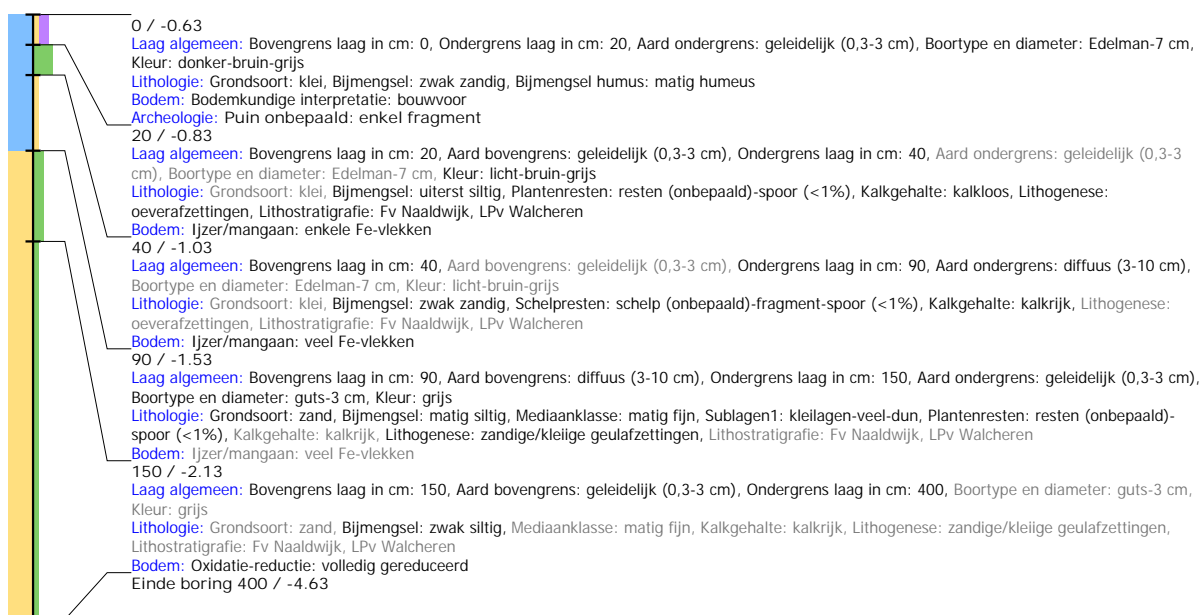 0 / -0.63
Laag algemeen: Bovengrens laag in cm: 0, Ondergrens laag in cm: 20, Aard ondergrens: geleidelijk (0,3-3 cm), Boortype en diameter: Edelman-7 cm,
Kleur: donker-bruin-grijs
Lithologie: Grondsoort: klei, Bijmengsel: zwak zandig, Bijmengsel humus: matig humeus
Bodem: Bodemkundige interpretatie: bouwvoor
Archeologie: Puin onbepaald: enkel fragment
20 / -0.83
Laag algemeen: Bovengrens laag in cm: 20, Aard bovengrens: geleidelijk (0,3-3 cm), Ondergrens laag in cm: 40, Aard ondergrens: geleidelijk (0,3-3
cm), Boortype en diameter: Edelman-7 cm, Kleur: licht-bruin-grijs
Lithologie: Grondsoort: klei, Bijmengsel: uiterst siltig, Plantenresten: resten (onbepaald)-spoor (<1%), Kalkgehalte: kalkloos, Lithogenese:
oeverafzettingen, Lithostratigrafie: Fv Naaldwijk, LPv Walcheren
Bodem: Ijzer/mangaan: enkele Fe-vlekken
40 / -1.03
Laag algemeen: Bovengrens laag in cm: 40, Aard bovengrens: geleidelijk (0,3-3 cm), Ondergrens laag in cm: 90, Aard ondergrens: diffuus (3-10 cm),
Boortype en diameter: Edelman-7 cm, Kleur: licht-bruin-grijs
Lithologie: Grondsoort: klei, Bijmengsel: zwak zandig, Schelpresten: schelp (onbepaald)-fragment-spoor (<1%), Kalkgehalte: kalkrijk, Lithogenese:
oeverafzettingen, Lithostratigrafie: Fv Naaldwijk, LPv Walcheren
Bodem: Ijzer/mangaan: veel Fe-vlekken
90 / -1.53
Laag algemeen: Bovengrens laag in cm: 90, Aard bovengrens: diffuus (3-10 cm), Ondergrens laag in cm: 150, Aard ondergrens: geleidelijk (0,3-3 cm),
Boortype en diameter: guts-3 cm, Kleur: grijs
Lithologie: Grondsoort: zand, Bijmengsel: matig siltig, Mediaanklasse: matig fijn, Sublagen1: kleilagen-veel-dun, Plantenresten: resten (onbepaald)-
spoor (<1%), Kalkgehalte: kalkrijk, Lithogenese: zandige/kleiige geulafzettingen, Lithostratigrafie: Fv Naaldwijk, LPv Walcheren
Bodem: Ijzer/mangaan: veel Fe-vlekken
150 / -2.13
Laag algemeen: Bovengrens laag in cm: 150, Aard bovengrens: geleidelijk (0,3-3 cm), Ondergrens laag in cm: 400, Boortype en diameter: guts-3 cm,
Kleur: grijs
Lithologie: Grondsoort: zand, Bijmengsel: zwak siltig, Mediaanklasse: matig fijn, Kalkgehalte: kalkrijk, Lithogenese: zandige/kleiige geulafzettingen,
Lithostratigrafie: Fv Naaldwijk, LPv Walcheren
Bodem: Oxidatie-reductie: volledig gereduceerd
Einde boring 400 / -4.63